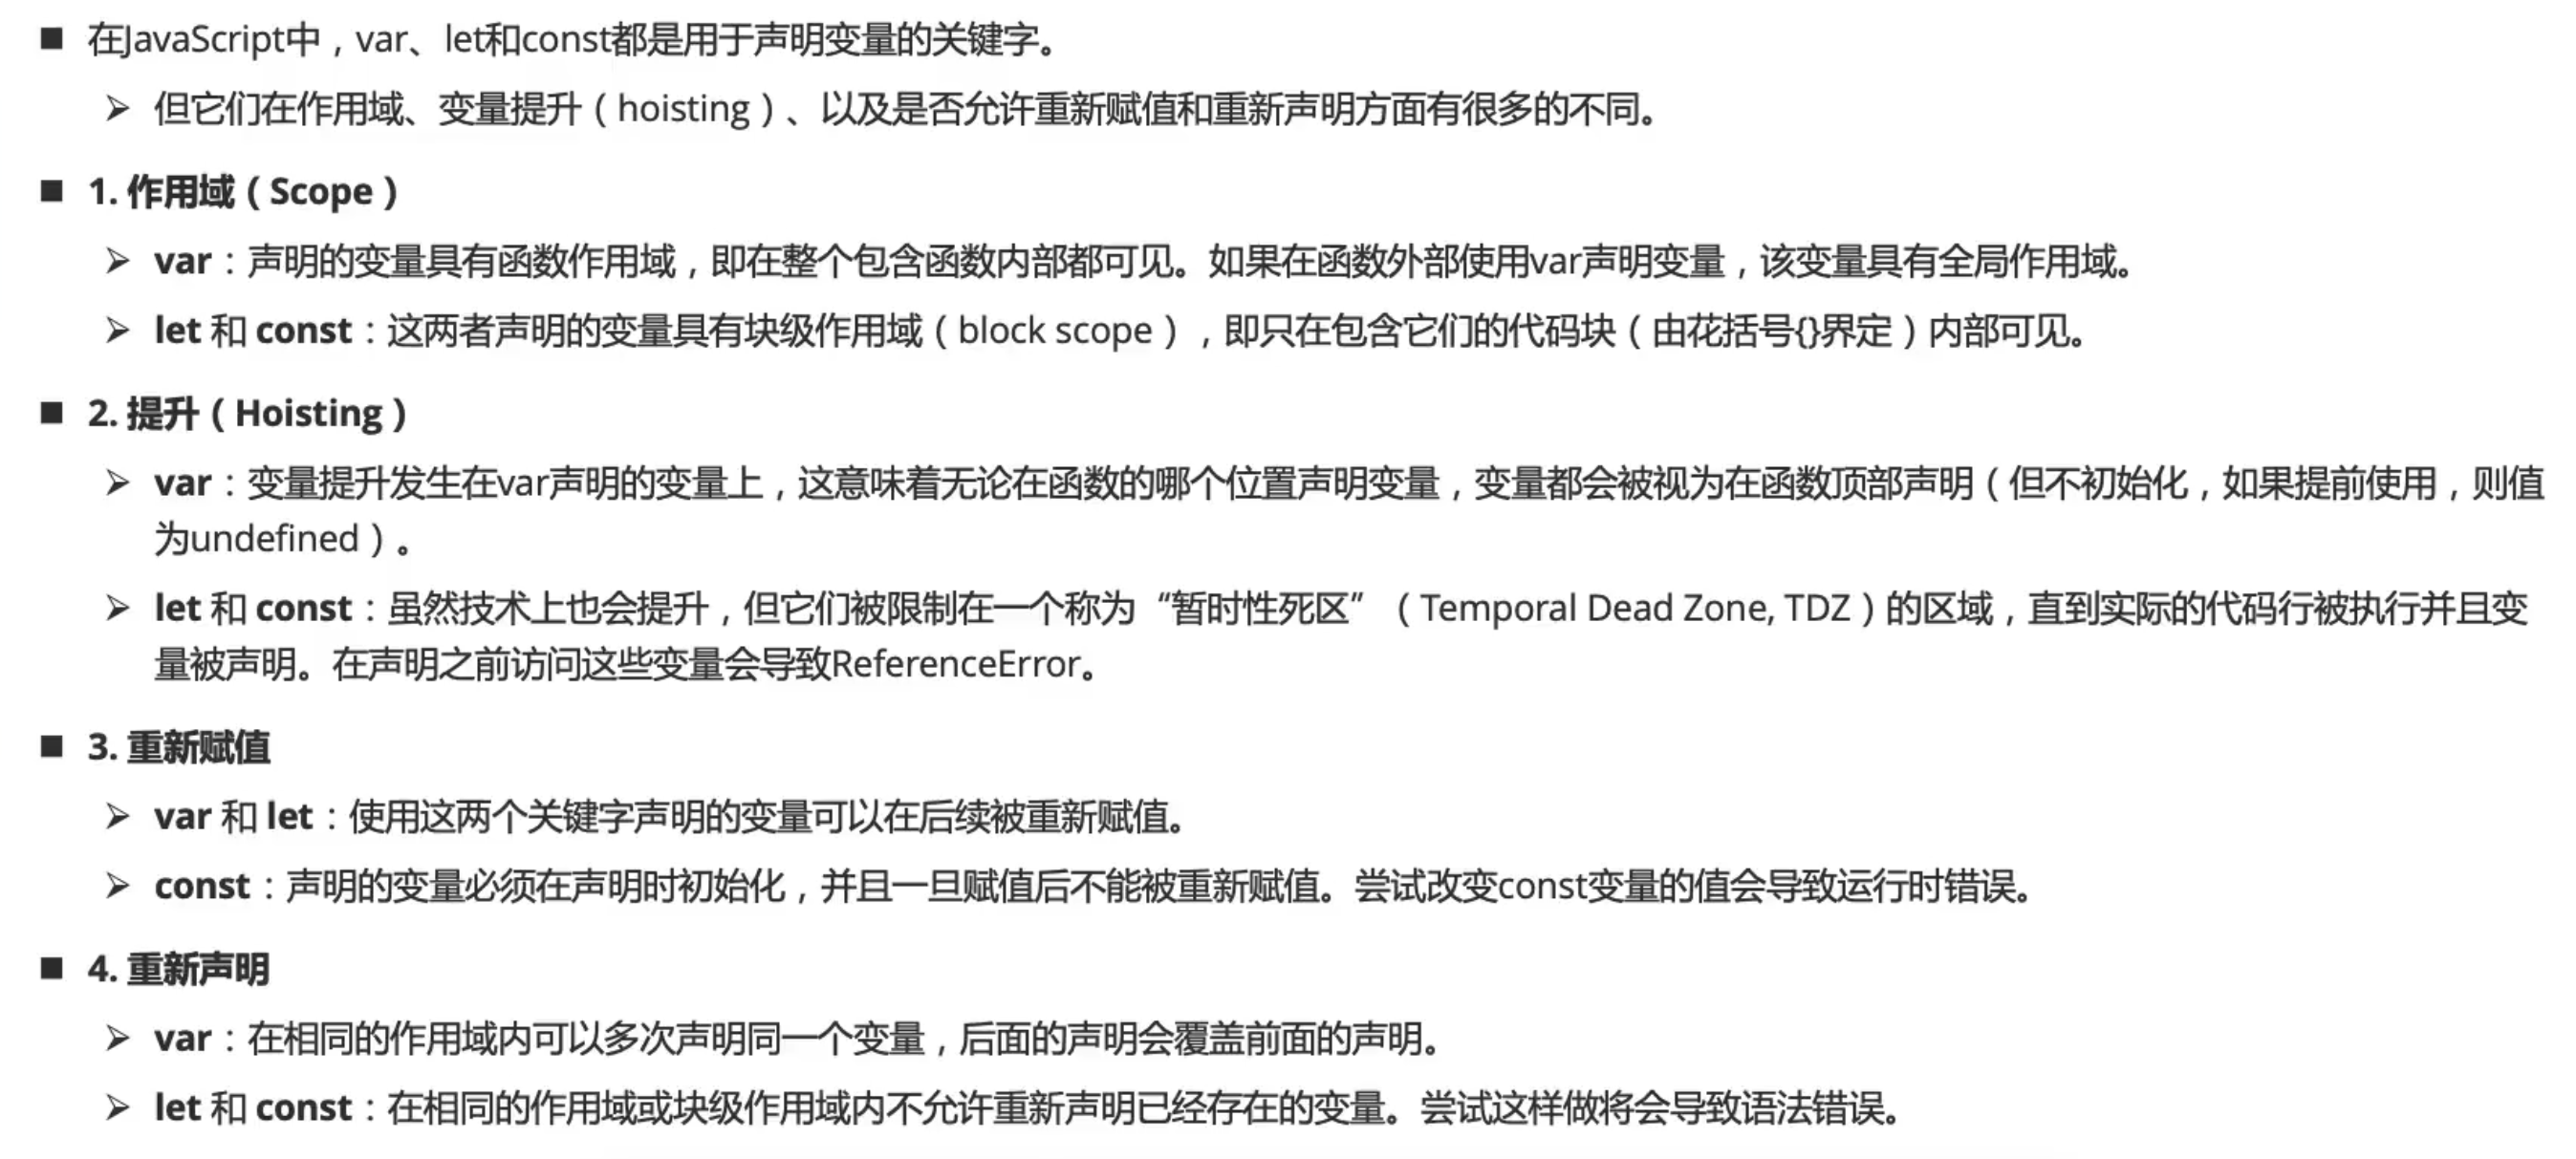 ■ 在JavaScript中，var、let和const都是用于声明变量的关键字。
➢ 但它们在作用域、变量提升（hoisting）、以及是否允许重新赋值和重新声明方面有很多的不同。
■ 1. 作用域（Scope）
➢ var：声明的变量具有函数作用域，即在整个包含函数内部都可见。如果在函数外部使用var声明变量，该变量具有全局作用域。
➢ let 和 const：这两者声明的变量具有块级作用域（block scope），即只在包含它们的代码块（由花括号{}界定）内部可见。
■ 2. 提升（Hoisting）
➢ var：变量提升发生在var声明的变量上，这意味着无论在函数的哪个位置声明变量，变量都会被视为在函数顶部声明（但不初始化，如果提前使用，则值
为undefined）。
➢ let 和 const：虽然技术上也会提升，但它们被限制在一个称为“暂时性死区”（Temporal Dead Zone, TDZ）的区域，直到实际的代码行被执行并且变
量被声明。在声明之前访问这些变量会导致ReferenceError。
■ 3. 重新赋值
➢ var 和 let：使用这两个关键字声明的变量可以在后续被重新赋值。
➢ const：声明的变量必须在声明时初始化，并且一旦赋值后不能被重新赋值。尝试改变const变量的值会导致运行时错误。
■ 4. 重新声明
➢ var：在相同的作用域内可以多次声明同一个变量，后面的声明会覆盖前面的声明。
➢ let 和 const：在相同的作用域或块级作用域内不允许重新声明已经存在的变量。尝试这样做将会导致语法错误。